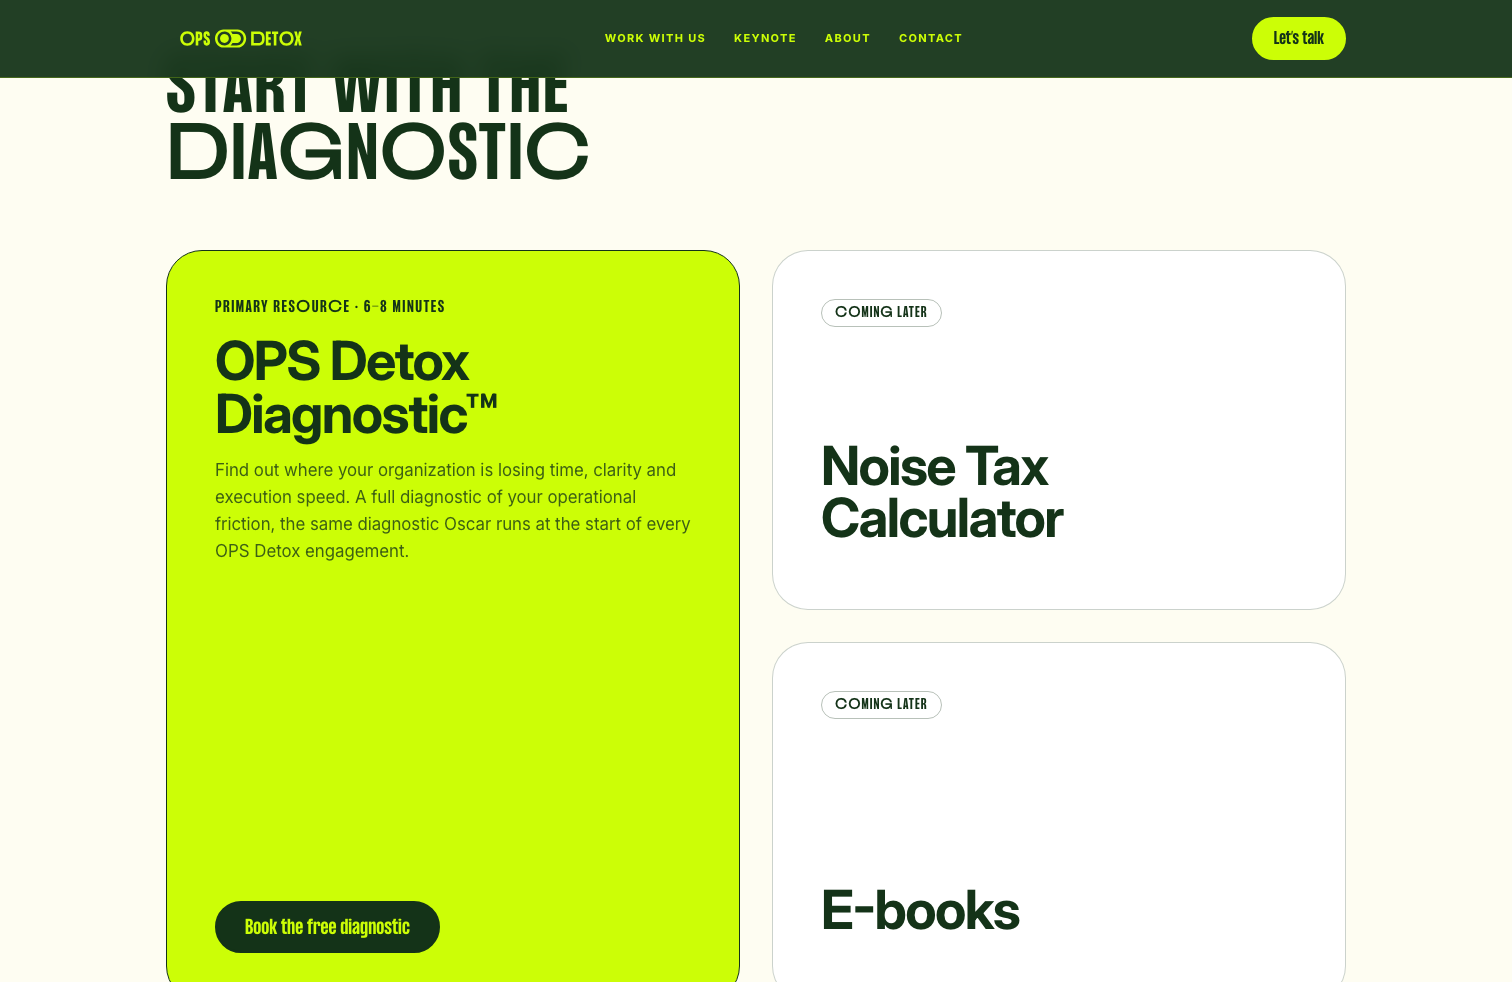 OPS DETOX
WORK WITH US
KEYNOTE
ABOUT
CONTACT
Let's talk
START WITH THE
DIAGNOSTIC
PRIMARY RESOURCE · 6–8 MINUTES
OPS Detox
Diagnostic™
Find out where your organization is losing time, clarity and
execution speed. A full diagnostic of your operational
friction, the same diagnostic Oscar runs at the start of every
OPS Detox engagement.
Book the free diagnostic
COMING LATER
Noise Tax
Calculator
COMING LATER
E-books